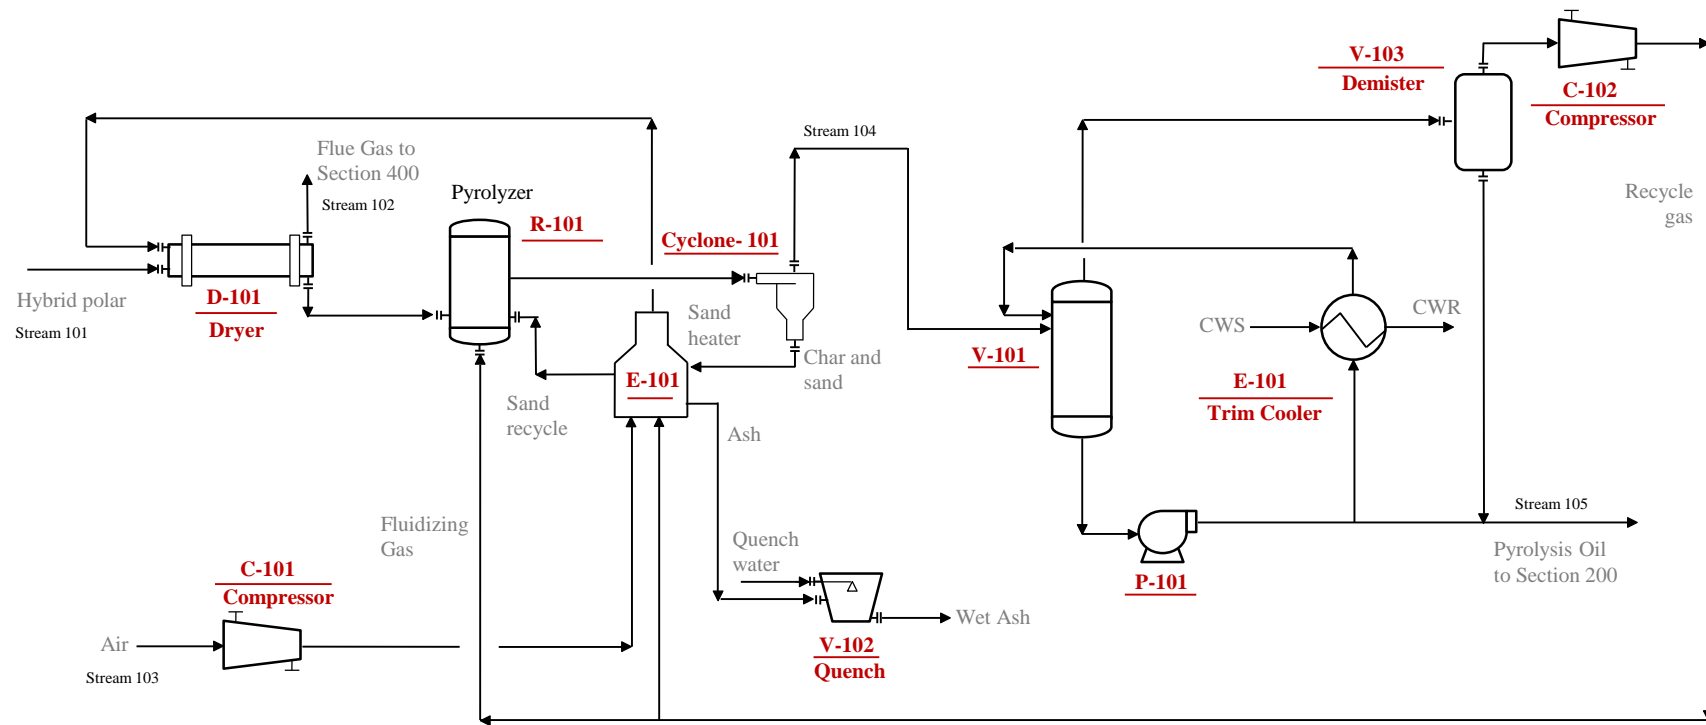 V-103
Demister
C-102
Compressor
Stream 104
Flue Gas to
Section 400
Stream 102
Pyrolyzer
R-101
Cyclone- 101
Recycle
gas
Hybrid polar
Stream 101
D-101
Dryer
Sand
heater
Char and
sand
E-101
V-101
CWS
CWR
E-101
Trim Cooler
Sand
recycle
Ash
Fluidizing
Gas
Quench
water
Stream 105
Pyrolysis Oil
to Section 200
P-101
C-101
Compressor
Air
Stream 103
Wet Ash
V-102
Quench